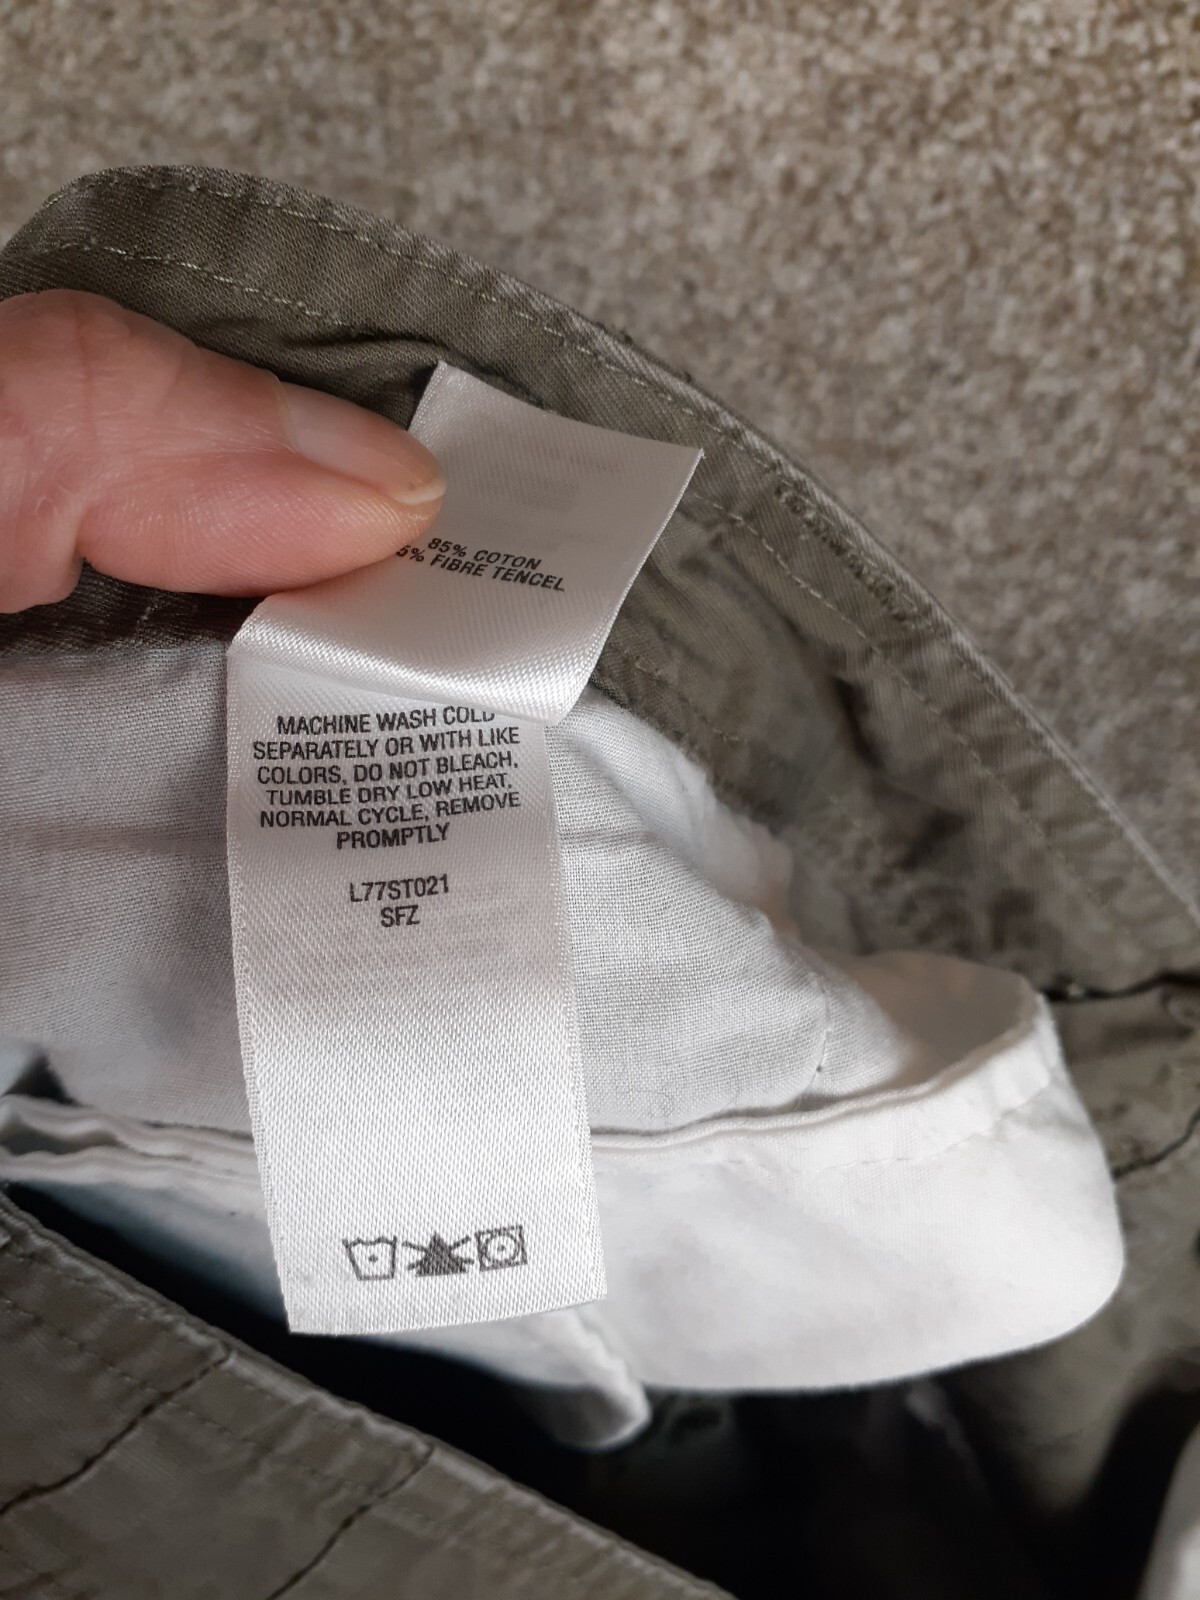 85% COTON
5% FIBRE TENCEL
MACHINE WASH COLD
SEPARATELY OR WITH LIKE
COLORS, DO NOT BLEACH,
TUMBLE DRY LOW HEAT,
NORMAL CYCLE, REMOVE
PROMPTLY
L77ST021
SFZ